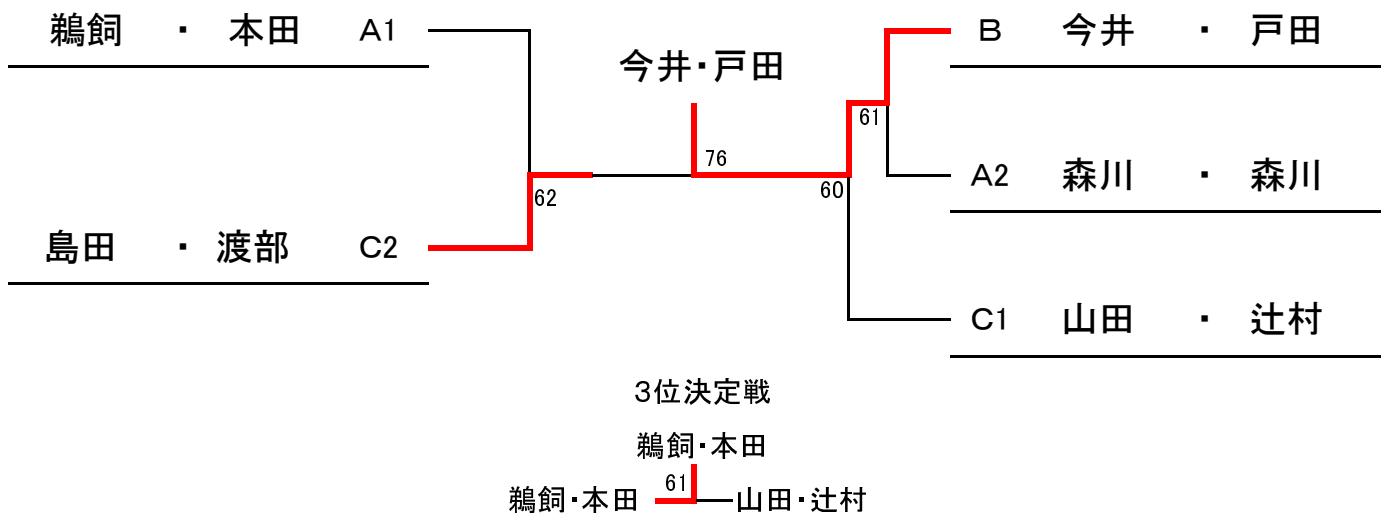 鵜飼 ・ 本田 A1
島田 ・ 渡部 C2
62
今井・戸田
76
60
61
B 今井 ・ 戸田
A2 森川 ・ 森川
C1 山田 ・ 辻村
3位決定戦
鵜飼・本田
61
鵜飼・本田 山田・辻村